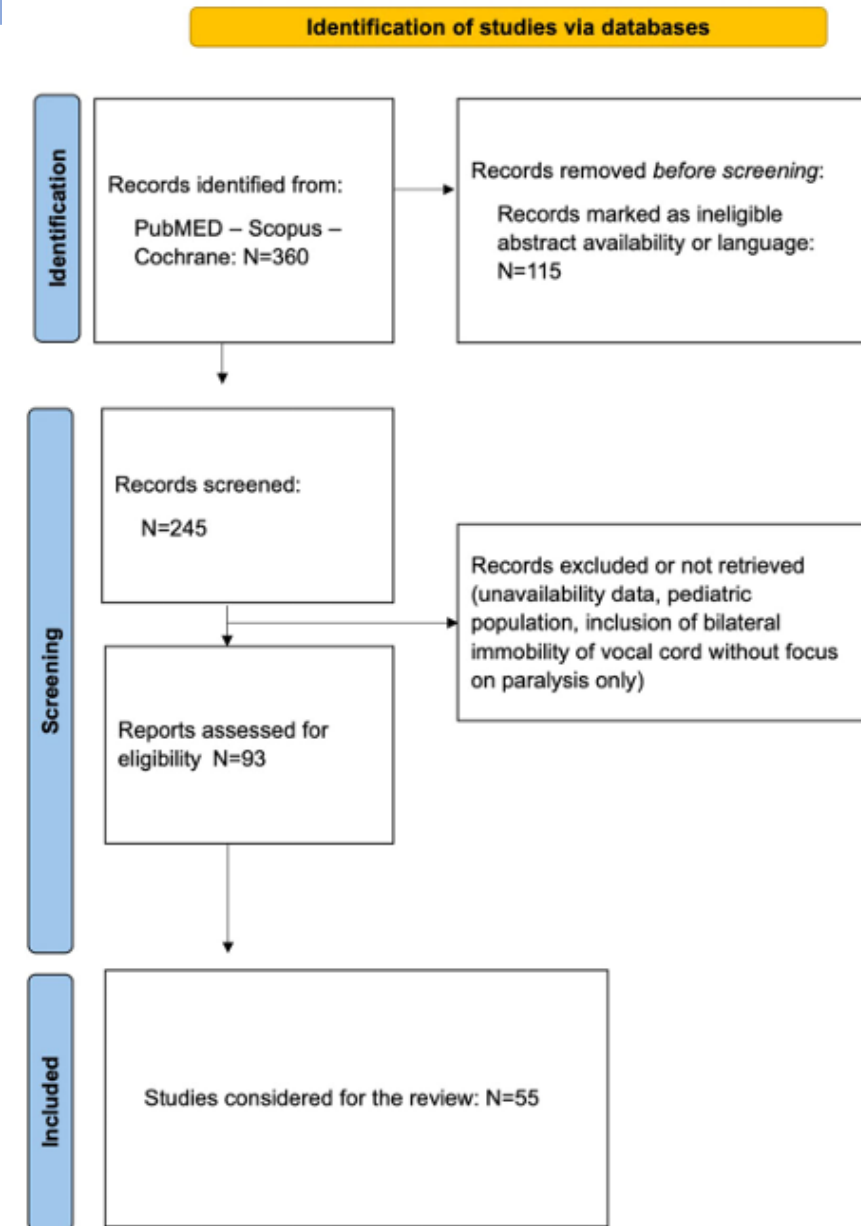 Identification of studies via databases
Identification
Records identified from:
PubMED – Scopus –
Cochrane: N=360
Records removed before screening:
Records marked as ineligible
abstract availability or language:
N=115
Screening
Records screened:
N=245
Records excluded or not retrieved
(unavailability data, pediatric
population, inclusion of bilateral
immobility of vocal cord without focus
on paralysis only)
Reports assessed for
eligibility N=93
Included
Studies considered for the review: N=55